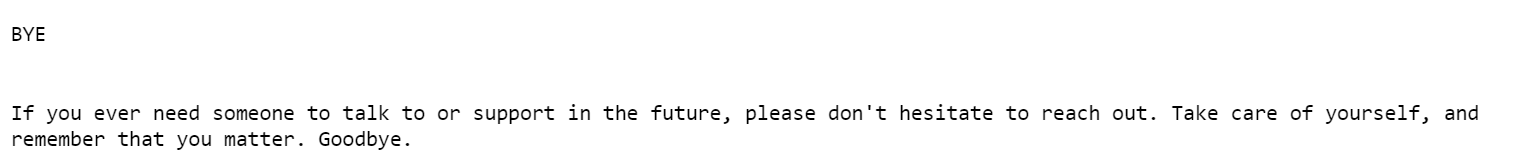 BYE
If you ever need someone to talk to or support in the future, please don't hesitate to reach out. Take care of yourself, and
remember that you matter. Goodbye.